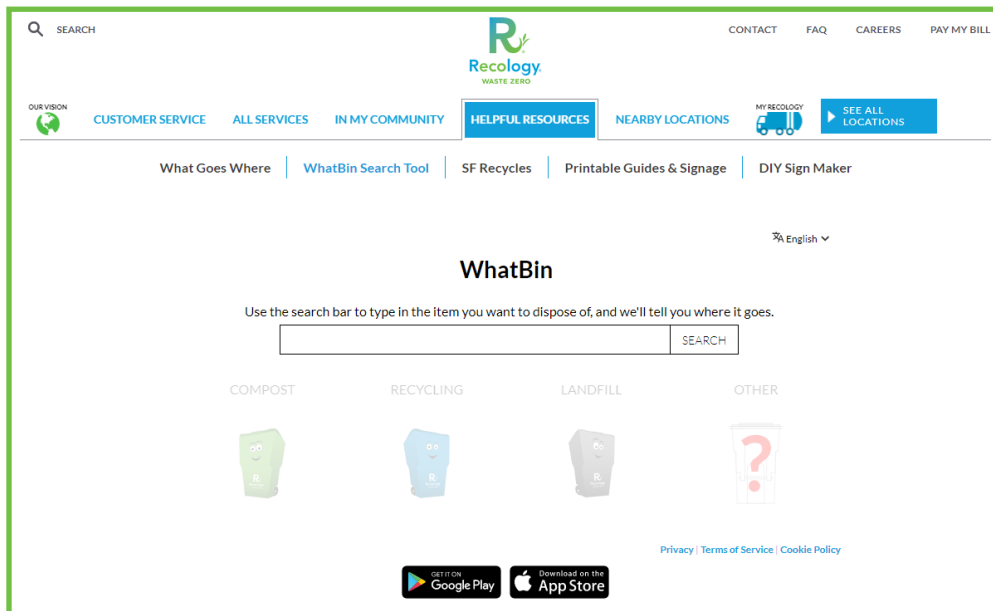 SEARCH
CONTACT FAQ CAREERS PAY MY BILL
R
Recology.
WASTE ZERO
OUR VISION
CUSTOMER SERVICE ALL SERVICES IN MY COMMUNITY HELPFUL RESOURCES NEARBY LOCATIONS
MY RECOLOGY
SEE ALL
LOCATIONS
What Goes Where WhatBin Search Tool SF Recycles Printable Guides & Signage DIY Sign Maker
English
WhatBin
Use the search bar to type in the item you want to dispose of, and we'll tell you where it goes.
SEARCH
COMPOST RECYCLING LANDFILL OTHER
?
Privacy | Terms of Service | Cookie Policy
GET IT ON
Google Play
Download on the
App Store